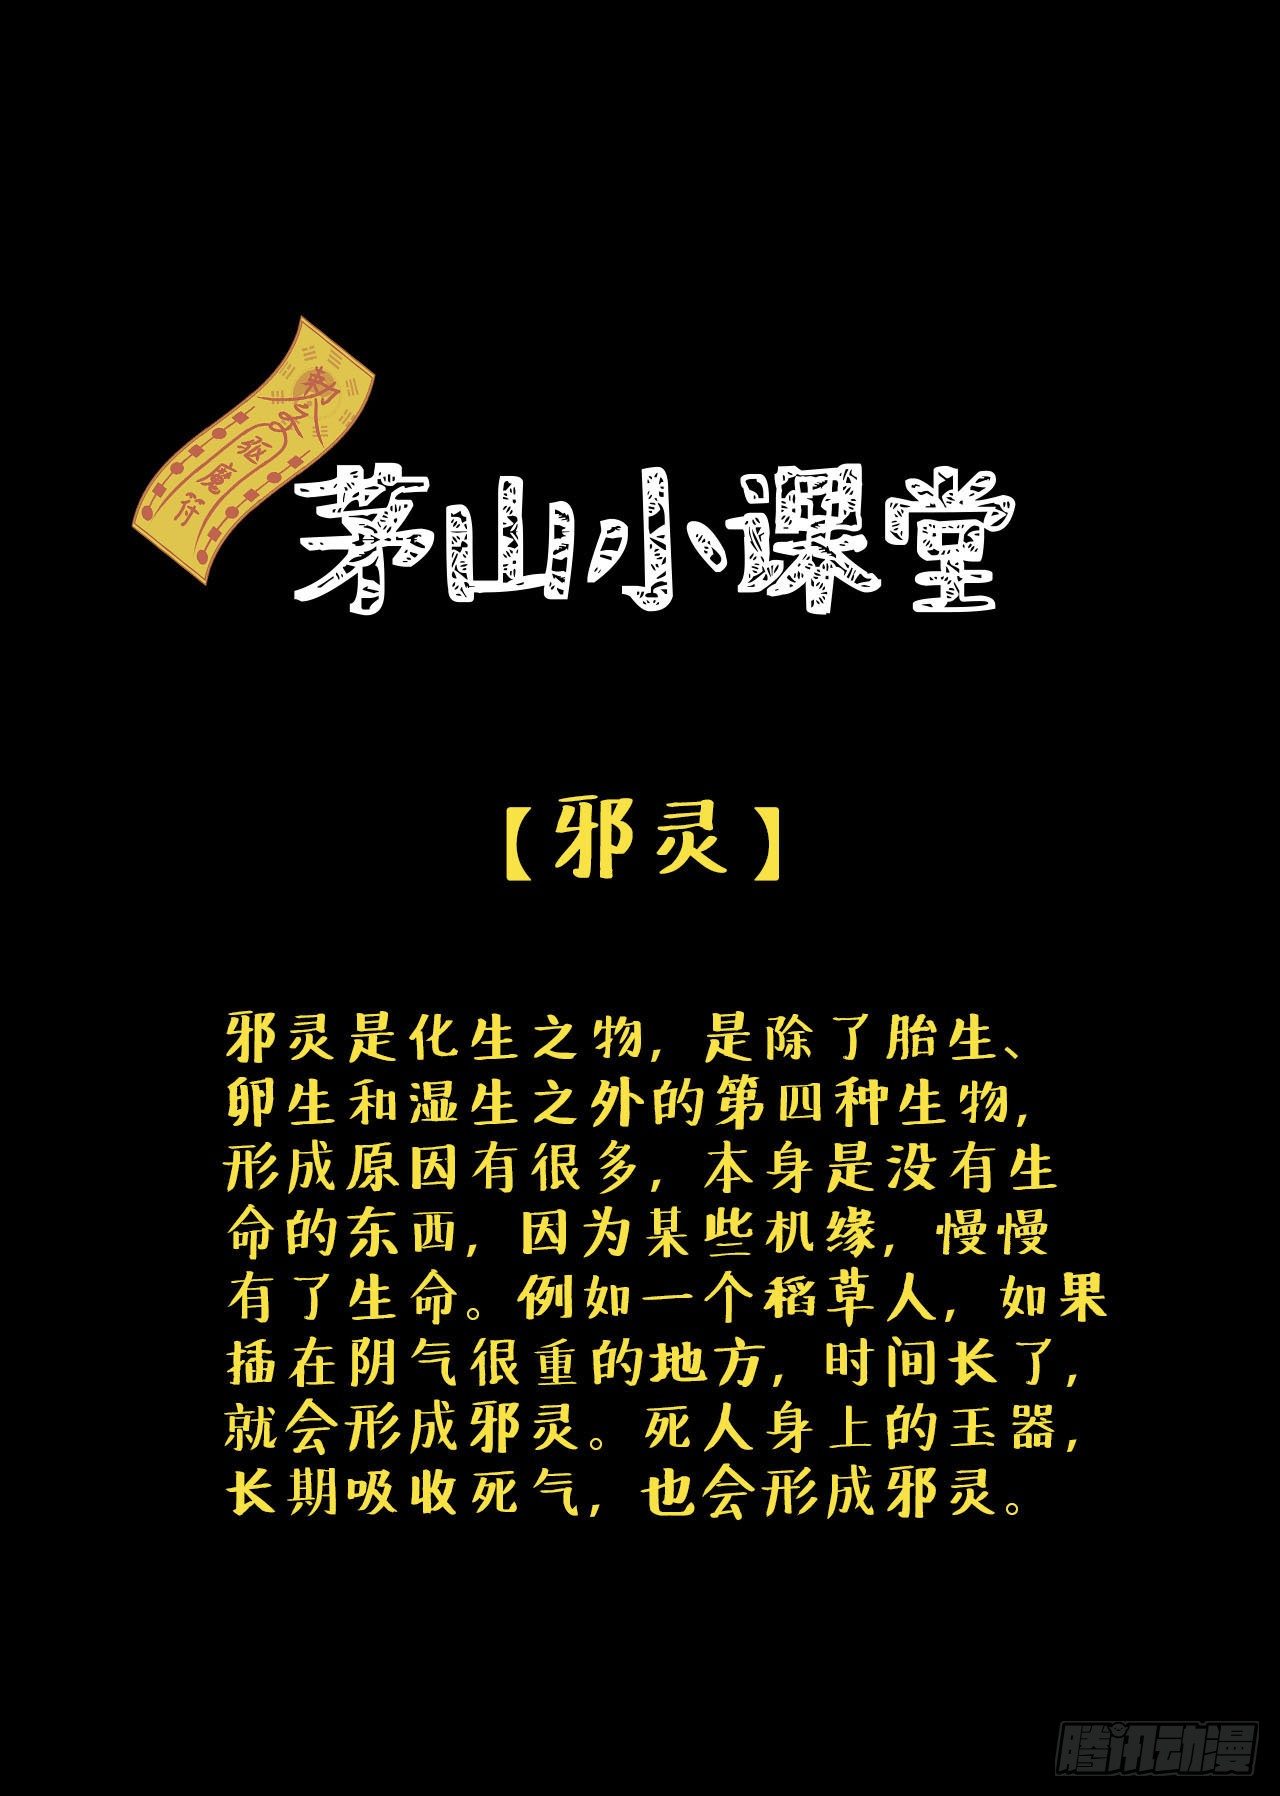 勅令
驱魔符
茅山小课堂
【邪灵】
邪灵是化生之物，是除了胎生、
卵生和湿生之外的第四种生物，
形成原因有很多，本身是没有生
命的东西，因为某些机缘，慢慢
有了生命。例如一个稻草人，如果
插在阴气很重的地方，时间长了，
就会形成邪灵。死人身上的玉器，
长期吸收死气，也会形成邪灵。
腾讯动漫